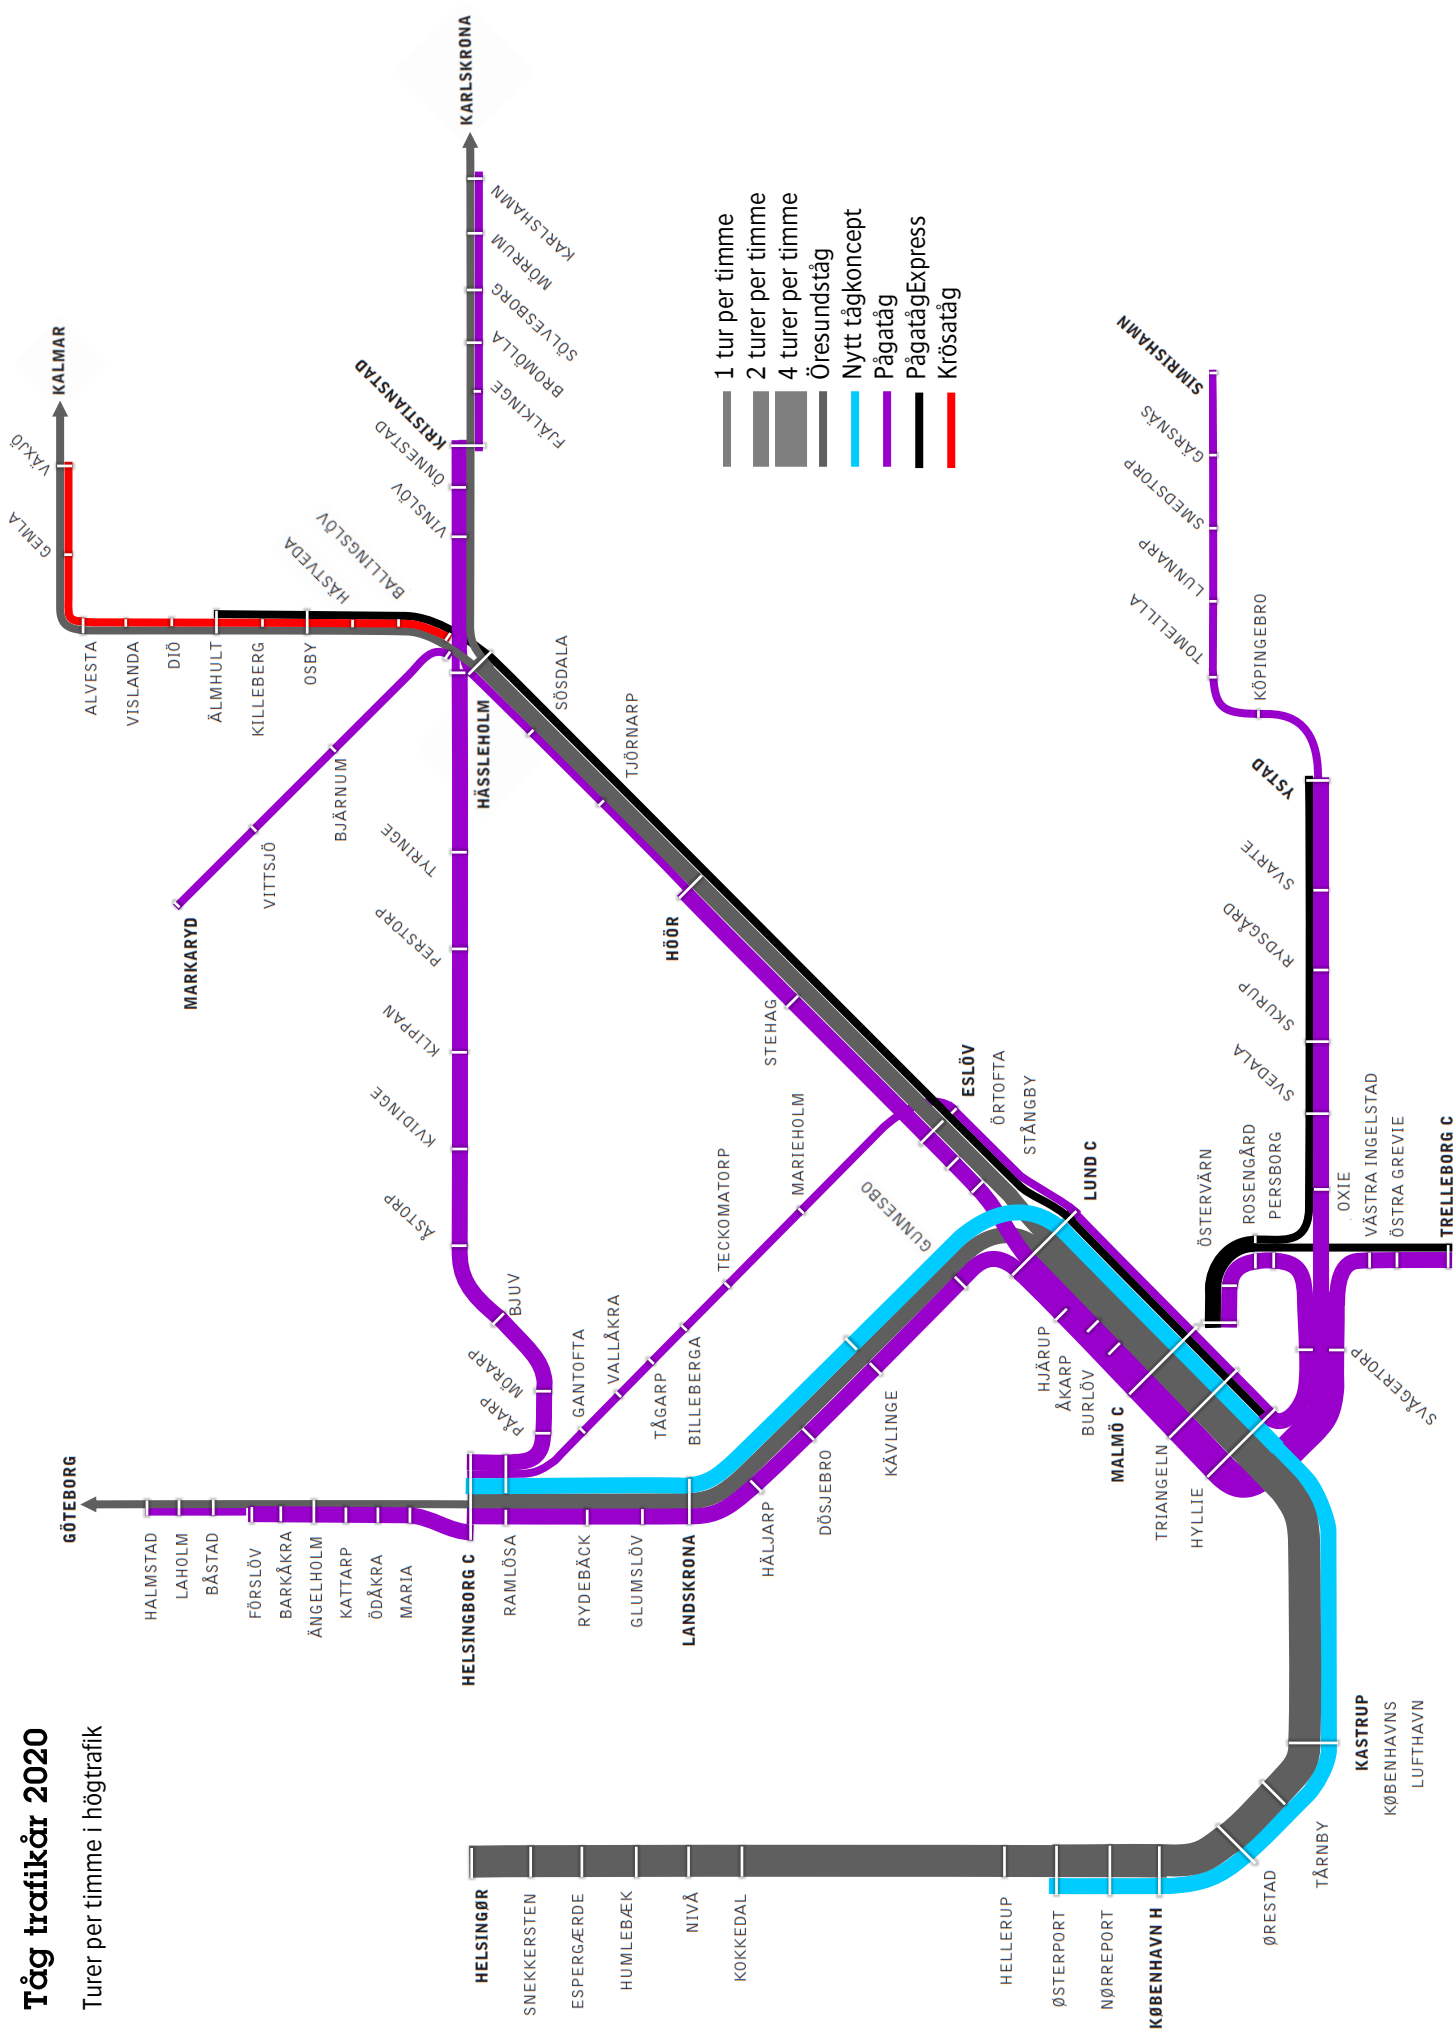 Tåg trafikår 2020
Turer per timme i högtrafik
GÖTEBORG
HALMSTAD
LAHOLM
BÅSTAD
FÖRSLÖV
BARKÅKRA
ÄNGELHOLM
KATTARP
ÖDÅKRA
MARIA
HELSINGBORG C
RAMLÖSA
RYDEBÄCK
GLUMSLÖV
LANDSKRONA
HÄLJARP
DÖSJEBRO
KÄVLINGE
GUNNESBO
PÅARP
MÖRARP
BJUV
ÅSTORP
KVIDINGE
KLIPPAN
PERSTORP
TYRINGE
HÄSSLEHOLM
VINSLÖV
ÖNNESTAD
KRISTIANSTAD
FJÄLKINGE
BROMÖLLA
SÖLVESBORG
MÖRRUM
KARLSHAMN
KARLSKRONA
MARKARYD
VITTSJÖ
BJÄRNUM
KALMAR
VÄXJÖ
GEMLA
ALVESTA
VISLANDA
DIÖ
ÄLMHULT
KILLEBERG
OSBY
HÄSTVEDA
BALLINGSLÖV
SÖSDALA
TJÖRNARP
HÖÖR
STEHAG
ESLÖV
ÖRTOFTA
STÅNGBY
LUND C
GANTOFTA
VALLÅKRA
TÅGARP
BILLEBERGA
TECKOMATORP
MARIEHOLM
HJÄRUP
ÅKARP
BURLÖV
MALMÖ C
TRIANGELN
HYLLIE
ÖSTERVÄRN
ROSENGÅRD
PERSBORG
SVÅGERTORP
OXIE
VÄSTRA INGELSTAD
ÖSTRA GREVIE
TRELLEBORG C
SVEDALA
SKURUP
RYDSGÅRD
SVARTE
YSTAD
KÖPINGEBRO
TOMELILLA
LUNNARP
SMEDSTORP
GÄRSNÄS
SIMRISHAMN
HELSINGØR
SNEKKERSTEN
ESPERGÆRDE
HUMLEBÆK
NIVÅ
KOKKEDAL
HELLERUP
ØSTERPORT
NØRREPORT
KØBENHAVN H
ØRESTAD
TÅRNBY
KASTRUP
KØBENHAVNS
LUFTHAVN
1 tur per timme
2 turer per timme
4 turer per timme
Öresundståg
Nytt tågkoncept
Pågatåg
PågatågExpress
Krösatåg